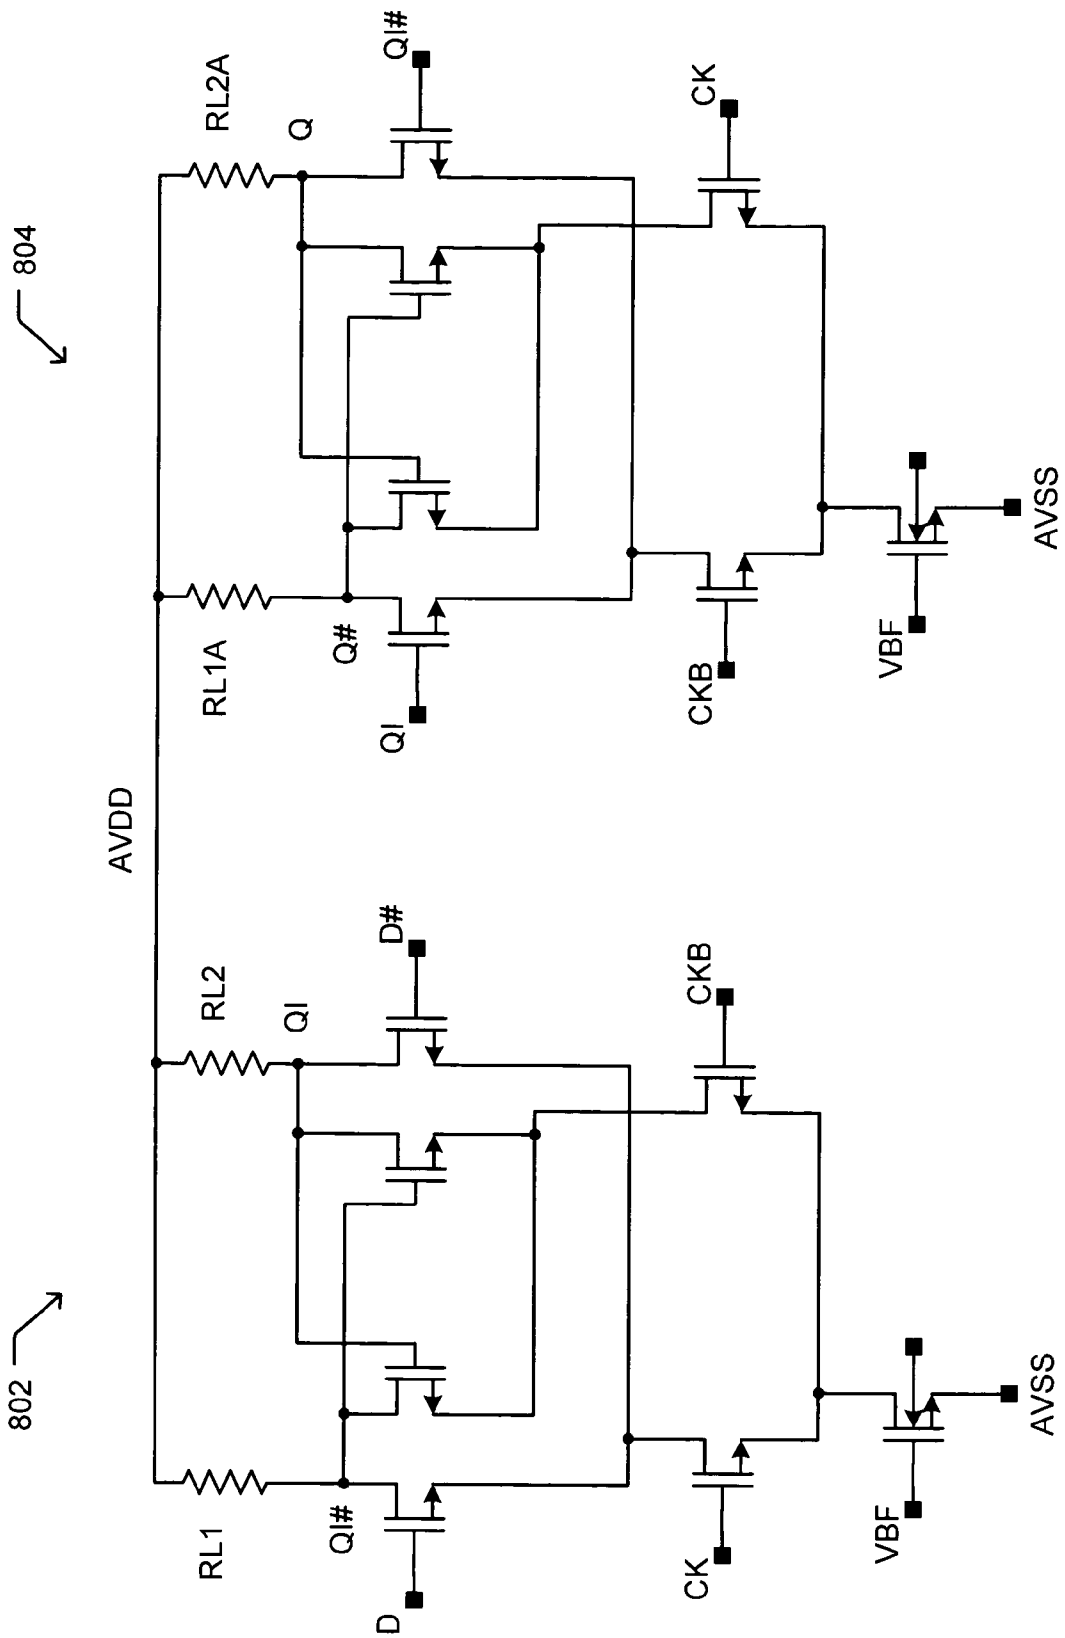 802
804
AVDD
RL1
RL2
RL1A
RL2A
QI#
QI
Q#
Q
D
D#
QI
QI#
CK
CKB
CKB
CK
VBF
VBF
AVSS
AVSS